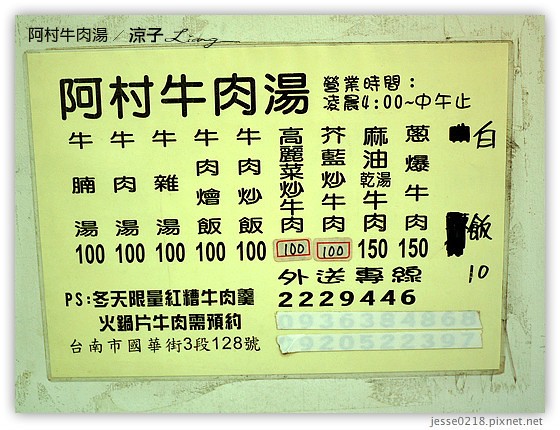 阿村牛肉湯 / 涼子 Liang
阿村牛肉湯
營業時間：
凌晨4:00~中午止
牛腩湯 100
牛肉湯 100
牛雜湯 100
牛肉燴飯 100
牛肉炒飯 100
高麗菜炒牛肉 100
芥藍炒牛肉 100
麻油乾湯牛肉 150
蔥爆牛肉 150
白飯 10
外送專線
2229446
0936384868
0920522397
PS:冬天限量紅糟牛肉羹
火鍋片牛肉需預約
台南市國華街3段128號
jesse0218.pixnet.net